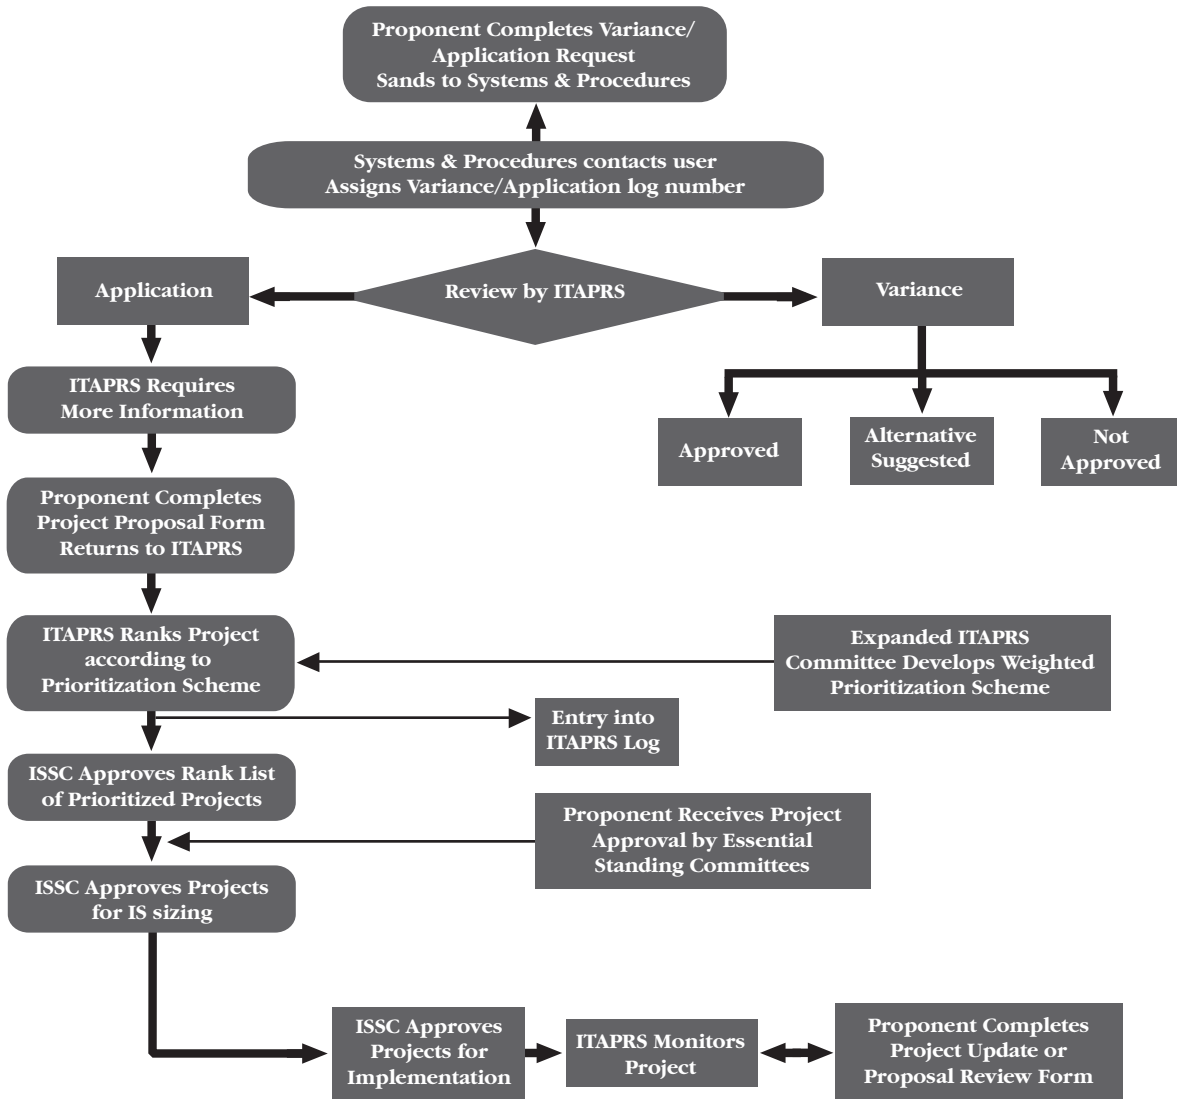 Proponent Completes Variance/
Application Request
Sands to Systems & Procedures
Systems & Procedures contacts user
Assigns Variance/Application log number
Review by ITAPRS
Application
Variance
ITAPRS Requires
More Information
Approved
Alternative
Suggested
Not
Approved
Proponent Completes
Project Proposal Form
Returns to ITAPRS
ITAPRS Ranks Project
according to
Prioritization Scheme
Expanded ITAPRS
Committee Develops Weighted
Prioritization Scheme
Entry into
ITAPRS Log
ISSC Approves Rank List
of Prioritized Projects
Proponent Receives Project
Approval by Essential
Standing Committees
ISSC Approves Projects
for IS sizing
ISSC Approves
Projects for
Implementation
ITAPRS Monitors
Project
Proponent Completes
Project Update or
Proposal Review Form